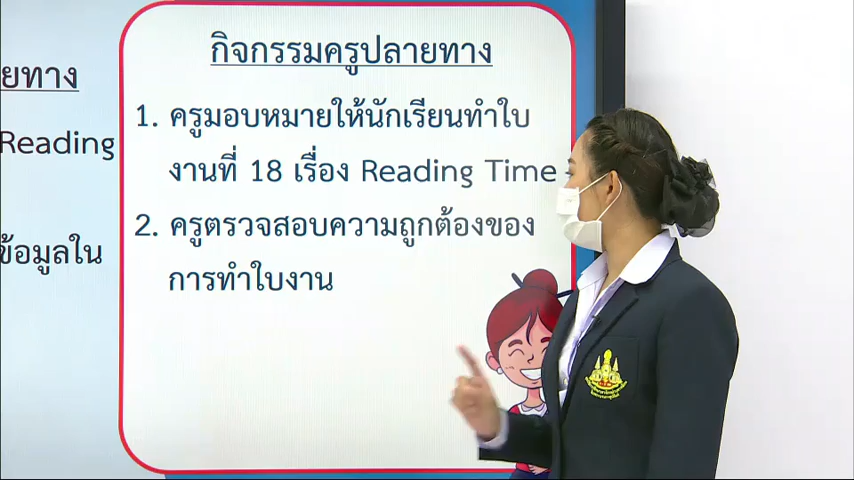 ยทาง
Reading
ข้อมูลใน
กิจกรรมครูปลายทาง
1. ครูมอบหมายให้นักเรียนทำใบ
งานที่ 18 เรื่อง Reading Time
2. ครูตรวจสอบความถูกต้องของ
การทำใบงาน